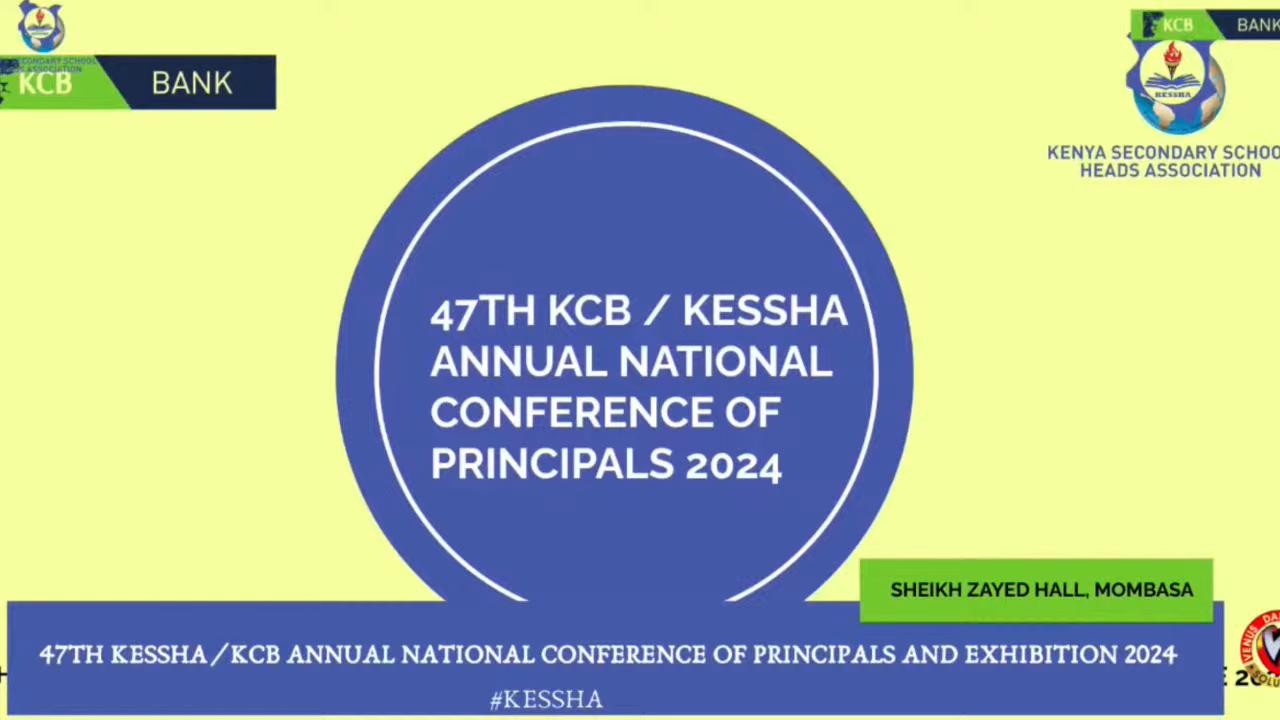 KCB BANK
KCB BANK
KESSHA
KENYA SECONDARY SCHOO
HEADS ASSOCIATION
47TH KCB / KESSHA
ANNUAL NATIONAL
CONFERENCE OF
PRINCIPALS 2024
SHEIKH ZAYED HALL, MOMBASA
47TH KESSHA/KCB ANNUAL NATIONAL CONFERENCE OF PRINCIPALS AND EXHIBITION 2024
#KESSHA